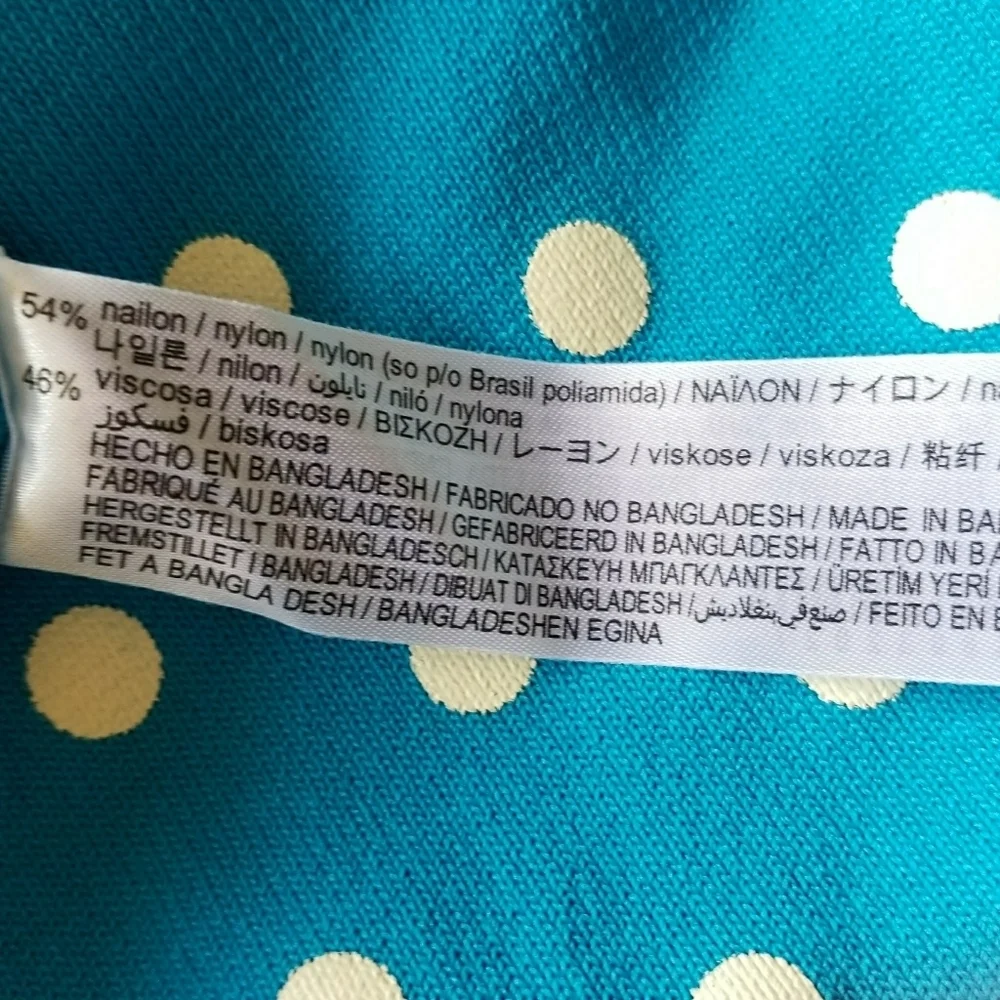 54% nailon / nylon / nylon (so p/o Brasil poliamida) / ΝΑΪΛΟΝ / ナイロン /
나일론 / nilon / نايلون / niló / nylona
46% viscosa / viscose / ΒΙΣΚΟΖΗ / レーヨン / viskose / viskoza / 粘纤
فسكوز / biskosa
HECHO EN BANGLADESH / FABRICADO NO BANGLADESH / MADE IN
FABRIQUÉ AU BANGLADESH / GEFABRICEERD IN BANGLADESH / FATTO IN
HERGESTELLT IN BANGLADESCH / ΚΑΤΑΣΚΕΥΗ ΜΠΑΓΚΛΑΝΤΕΣ / ÜRETİM YERİ
FREMSTILLET I BANGLADESH / DIBUAT DI BANGLADESH / صنع في بنغلاديش / FEITO EN
FET A BANGLA DESH / BANGLADESHEN EGINA